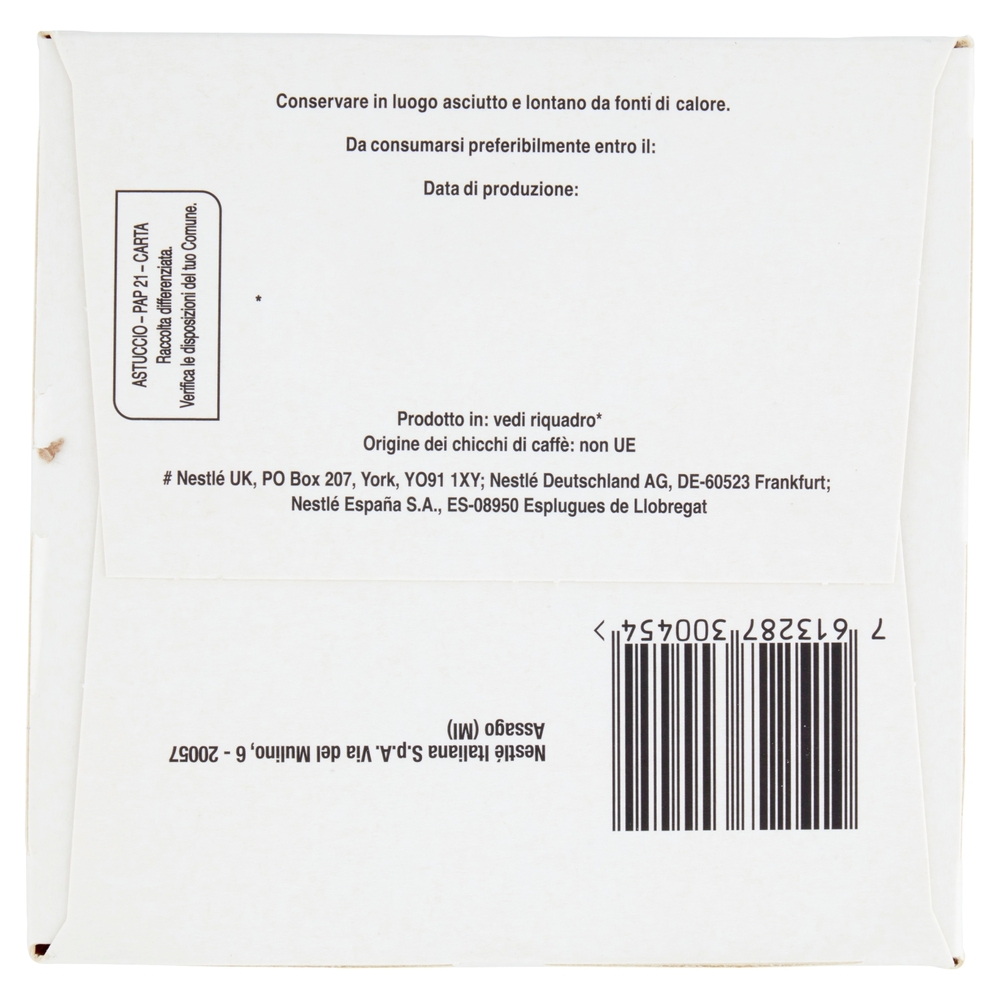 Conservare in luogo asciutto e lontano da fonti di calore.
Da consumarsi preferibilmente entro il:
Data di produzione:
ASTUCCIO – PAP 21 – CARTA
Raccolta differenziata.
Verifica le disposizioni del tuo Comune.
*
Prodotto in: vedi riquadro*
Origine dei chicchi di caffè: non UE
# Nestlé UK, PO Box 207, York, YO91 1XY; Nestlé Deutschland AG, DE-60523 Frankfurt;
Nestlé España S.A., ES-08950 Esplugues de Llobregat
7 613287 300454 >
Nestlé Italiana S.p.A. Via del Mulino, 6 - 20057
Assago (MI)